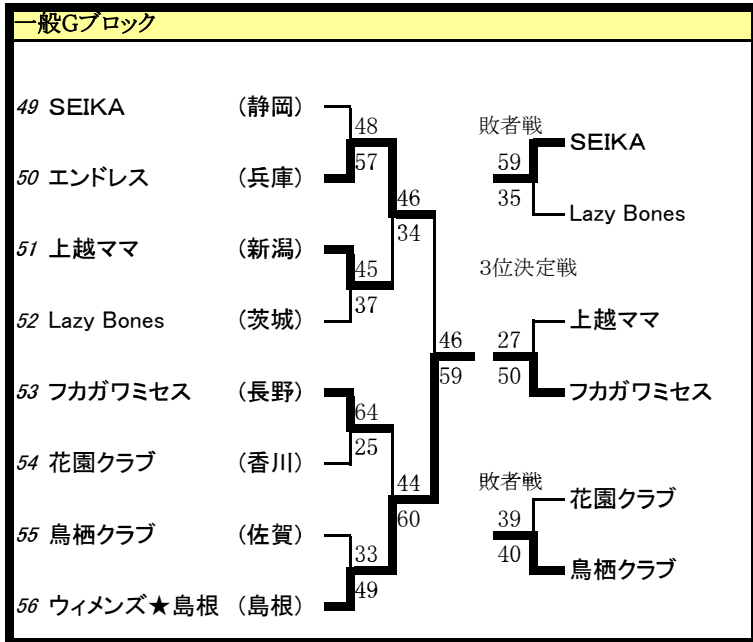 一般Gブロック
49 SEIKA (静岡)
50 エンドレス (兵庫)
51 上越ママ (新潟)
52 Lazy Bones (茨城)
53 フカガワミセス (長野)
54 花園クラブ (香川)
55 鳥栖クラブ (佐賀)
56 ウィメンズ★島根 (島根)
48
57
45
37
64
25
33
49
46
34
44
60
46
59
敗者戦
SEIKA
59
35
Lazy Bones
3位決定戦
上越ママ
27
50
フカガワミセス
敗者戦
花園クラブ
39
40
鳥栖クラブ